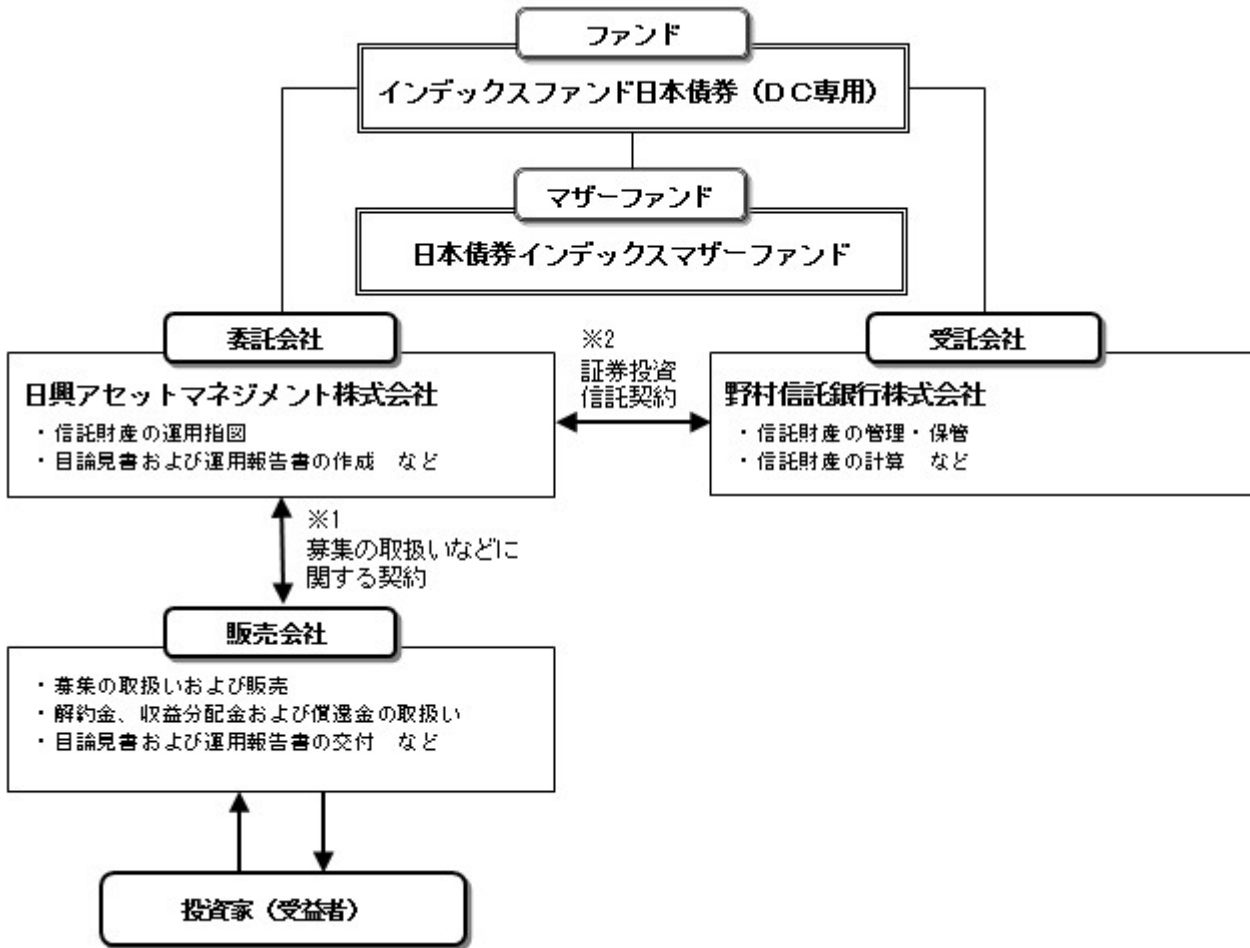 ファンド
インデックスファンド日本債券（ＤＣ専用）
マザーファンド
日本債券インデックスマザーファンド
委託会社
日興アセットマネジメント株式会社
・信託財産の運用指図
・目論見書および運用報告書の作成　など
※2
証券投資
信託契約
受託会社
野村信託銀行株式会社
・信託財産の管理・保管
・信託財産の計算　など
※1
募集の取扱いなどに
関する契約
販売会社
・募集の取扱いおよび販売
・解約金、収益分配金および償還金の取扱い
・目論見書および運用報告書の交付　など
投資家（受益者）